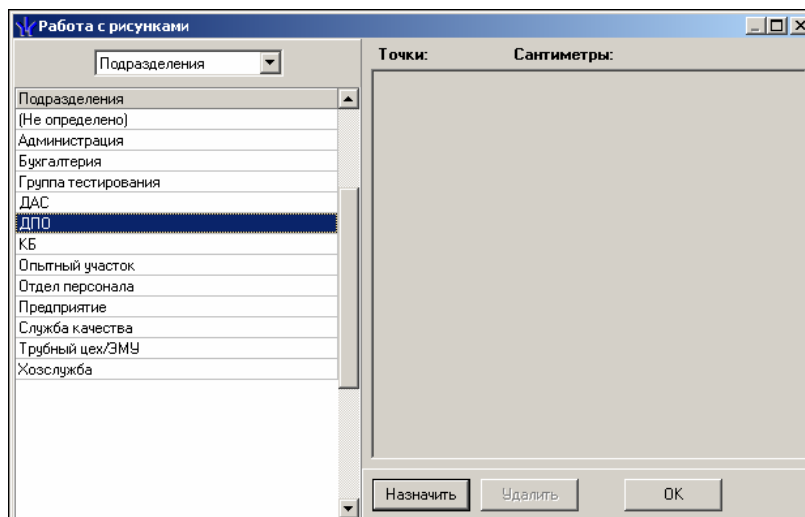 Работа с рисунками
Подразделения
Точки: Сантиметры:
Подразделения
(Не определено)
Администрация
Бухгалтерия
Группа тестирования
ДАС
ДПО
КБ
Опытный участок
Отдел персонала
Предприятие
Служба качества
Трубный цех/ЭМУ
Хозслужба
Назначить Удалить OK